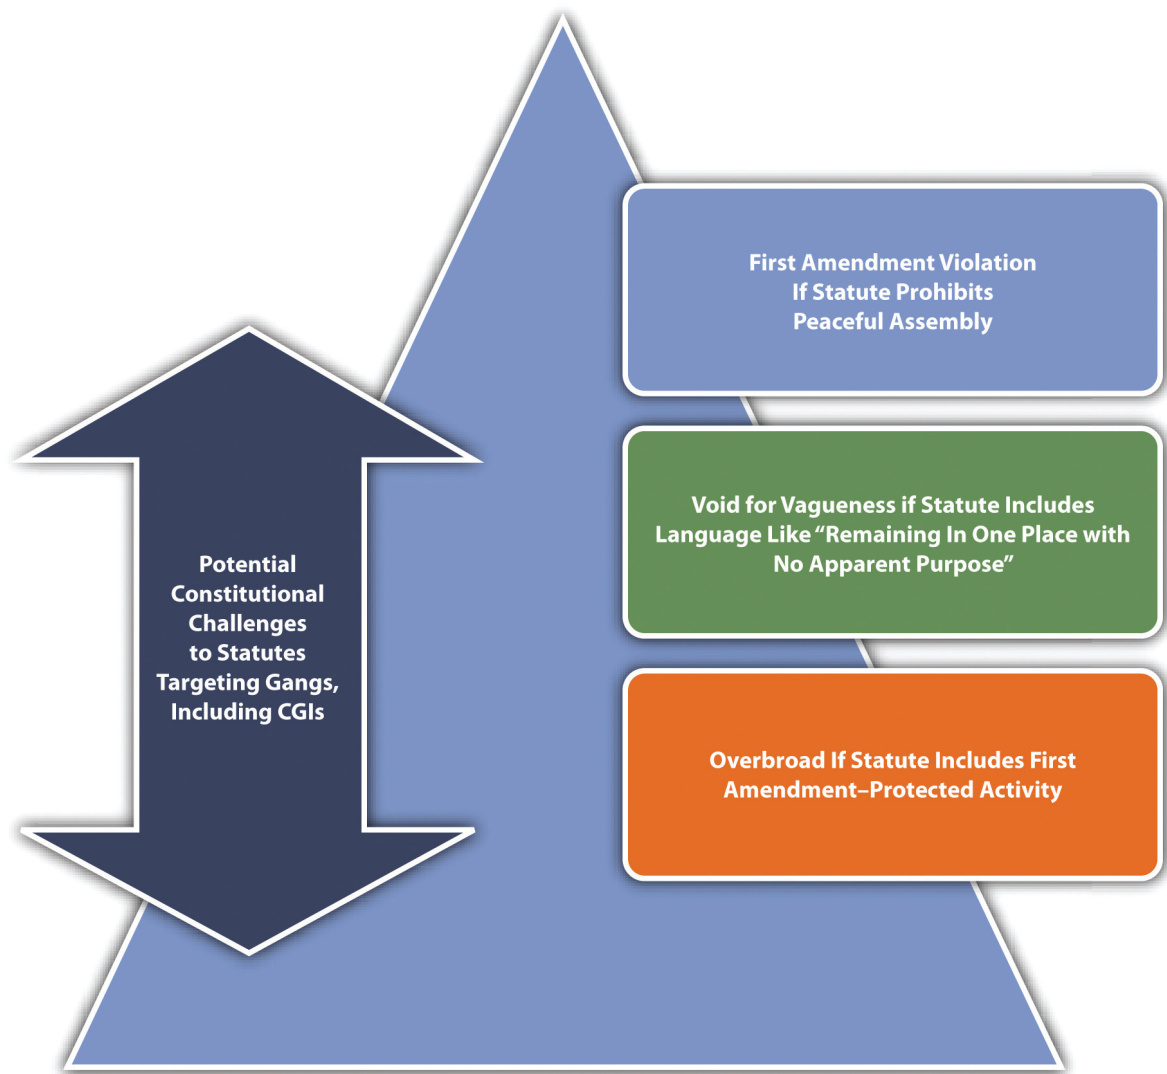 First Amendment Violation
If Statute Prohibits
Peaceful Assembly
Void for Vagueness if Statute Includes
Language Like “Remaining In One Place with
No Apparent Purpose”
Potential
Constitutional
Challenges
to Statutes
Targeting Gangs,
Including CGIs
Overbroad If Statute Includes First
Amendment–Protected Activity